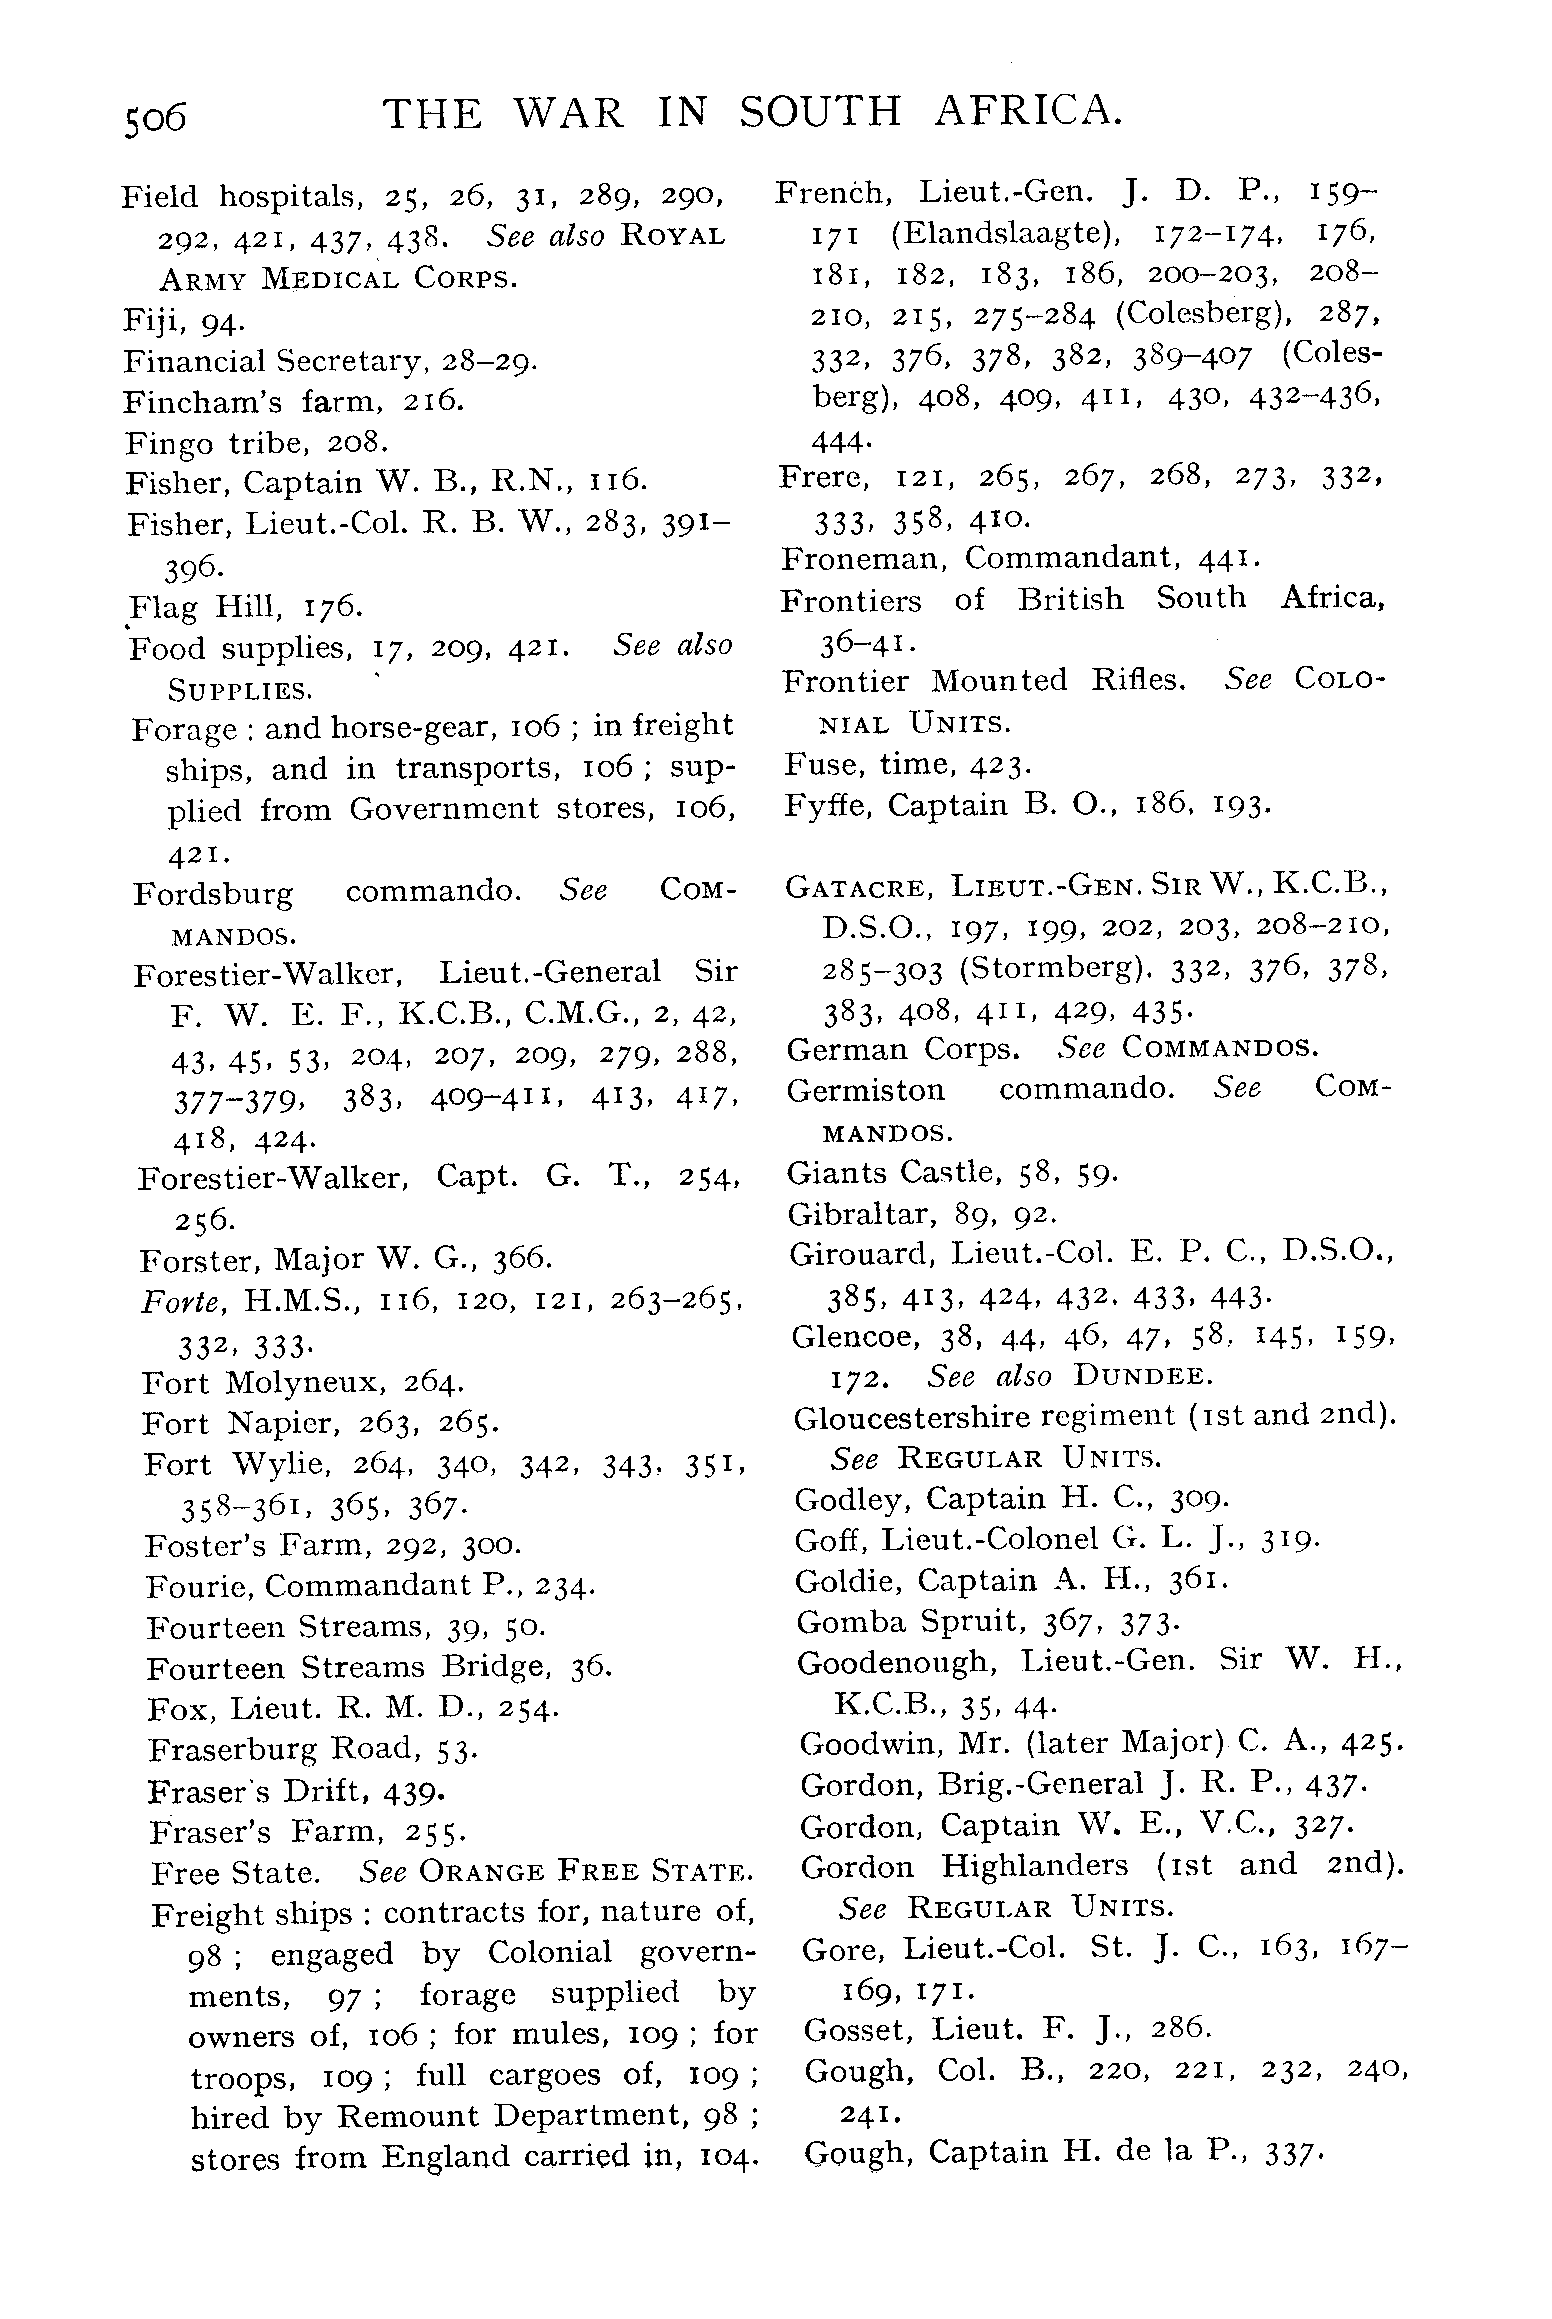 506 THE WAR IN SOUTH AFRICA.
Field hospitals, 25, 26, 31, 289, 290,
292, 421, 437, 438. See also ROYAL
ARMY MEDICAL CORPS.
Fiji, 94.
Financial Secretary, 28–29.
Fincham's farm, 216.
Fingo tribe, 208.
Fisher, Captain W. B., R.N., 116.
Fisher, Lieut.-Col. R. B. W., 283, 391–
396.
Flag Hill, 176.
Food supplies, 17, 209, 421. See also
SUPPLIES.
Forage : and horse-gear, 106 ; in freight
ships, and in transports, 106 ; sup-
plied from Government stores, 106,
421.
Fordsburg commando. See COM-
MANDOS.
Forestier-Walker, Lieut.-General Sir
F. W. E. F., K.C.B., C.M.G., 2, 42,
43, 45, 53, 204, 207, 209, 279, 288,
377–379, 383, 409–411, 413, 417,
418, 424.
Forestier-Walker, Capt. G. T., 254,
256.
Forster, Major W. G., 366.
Forte, H.M.S., 116, 120, 121, 263–265,
332, 333.
Fort Molyneux, 264.
Fort Napier, 263, 265.
Fort Wylie, 264, 340, 342, 343, 351,
358–361, 365, 367.
Foster's Farm, 292, 300.
Fourie, Commandant P., 234.
Fourteen Streams, 39, 50.
Fourteen Streams Bridge, 36.
Fox, Lieut. R. M. D., 254.
Fraserburg Road, 53.
Fraser's Drift, 439.
Fraser's Farm, 255.
Free State. See ORANGE FREE STATE.
Freight ships : contracts for, nature of,
98 ; engaged by Colonial govern-
ments, 97 ; forage supplied by
owners of, 106 ; for mules, 109 ; for
troops, 109 ; full cargoes of, 109 ;
hired by Remount Department, 98 ;
stores from England carried in, 104.
French, Lieut.-Gen. J. D. P., 159–
171 (Elandslaagte), 172–174, 176,
181, 182, 183, 186, 200–203, 208–
210, 215, 275–284 (Colesberg), 287,
332, 376, 378, 382, 389–407 (Coles-
berg), 408, 409, 411, 430, 432–436,
444.
Frere, 121, 265, 267, 268, 273, 332,
333, 358, 410.
Froneman, Commandant, 441.
Frontiers of British South Africa,
36–41.
Frontier Mounted Rifles. See COLO-
NIAL UNITS.
Fuse, time, 423.
Fyffe, Captain B. O., 186, 193.
GATACRE, LIEUT.-GEN. SIR W., K.C.B.,
D.S.O., 197, 199, 202, 203, 208–210,
285–303 (Stormberg), 332, 376, 378,
383, 408, 411, 429, 435.
German Corps. See COMMANDOS.
Germiston commando. See COM-
MANDOS.
Giants Castle, 58, 59.
Gibraltar, 89, 92.
Girouard, Lieut.-Col. E. P. C., D.S.O.,
385, 413, 424, 432, 433, 443.
Glencoe, 38, 44, 46, 47, 58, 145, 159,
172. See also DUNDEE.
Gloucestershire regiment (1st and 2nd).
See REGULAR UNITS.
Godley, Captain H. C., 309.
Goff, Lieut.-Colonel G. L. J., 319.
Goldie, Captain A. H., 361.
Gomba Spruit, 367, 373.
Goodenough, Lieut.-Gen. Sir W. H.,
K.C.B., 35, 44.
Goodwin, Mr. (later Major) C. A., 425.
Gordon, Brig.-General J. R. P., 437.
Gordon, Captain W. E., V.C., 327.
Gordon Highlanders (1st and 2nd).
See REGULAR UNITS.
Gore, Lieut.-Col. St. J. C., 163, 167–
169, 171.
Gosset, Lieut. F. J., 286.
Gough, Col. B., 220, 221, 232, 240,
241.
Gough, Captain H. de la P., 337.